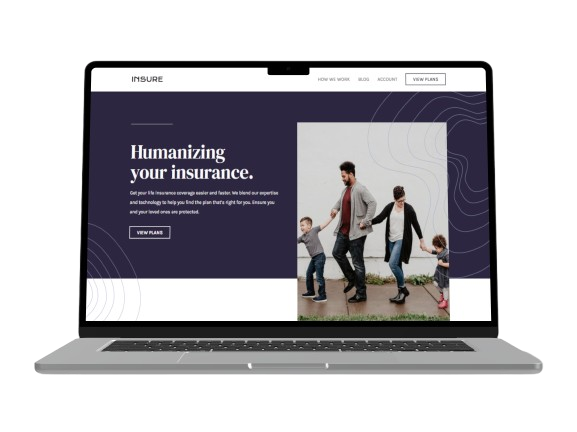 INSURE
HOW WE WORK BLOG ACCOUNT VIEW PLANS
Humanizing
your insurance.
Get your life insurance coverage easier and faster. We blend our expertise
and technology to help you find the plan that's right for you. Ensure you
and your loved ones are protected.
VIEW PLANS